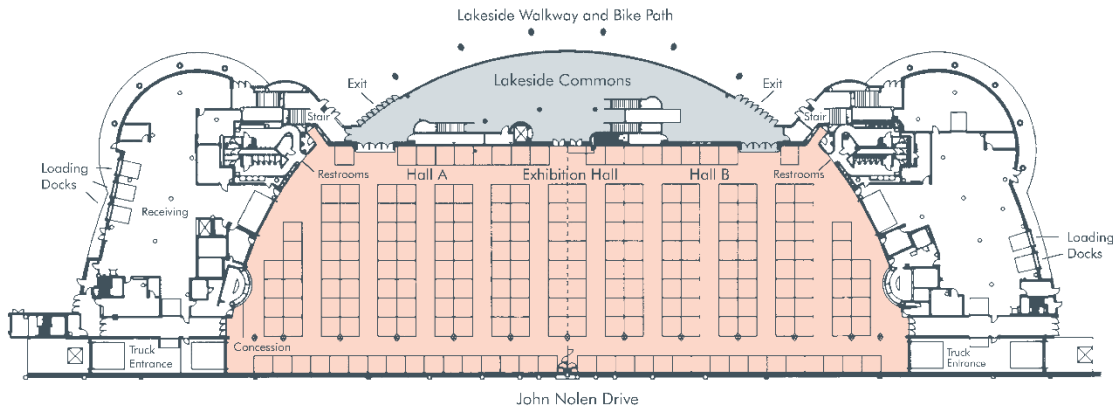 Lakeside Walkway and Bike Path
Exit
Lakeside Commons
Exit
Stair
Stair
Loading
Docks
Restrooms
Hall A
Exhibition Hall
Hall B
Restrooms
Receiving
Loading
Docks
Concession
Truck
Entrance
Truck
Entrance
John Nolen Drive